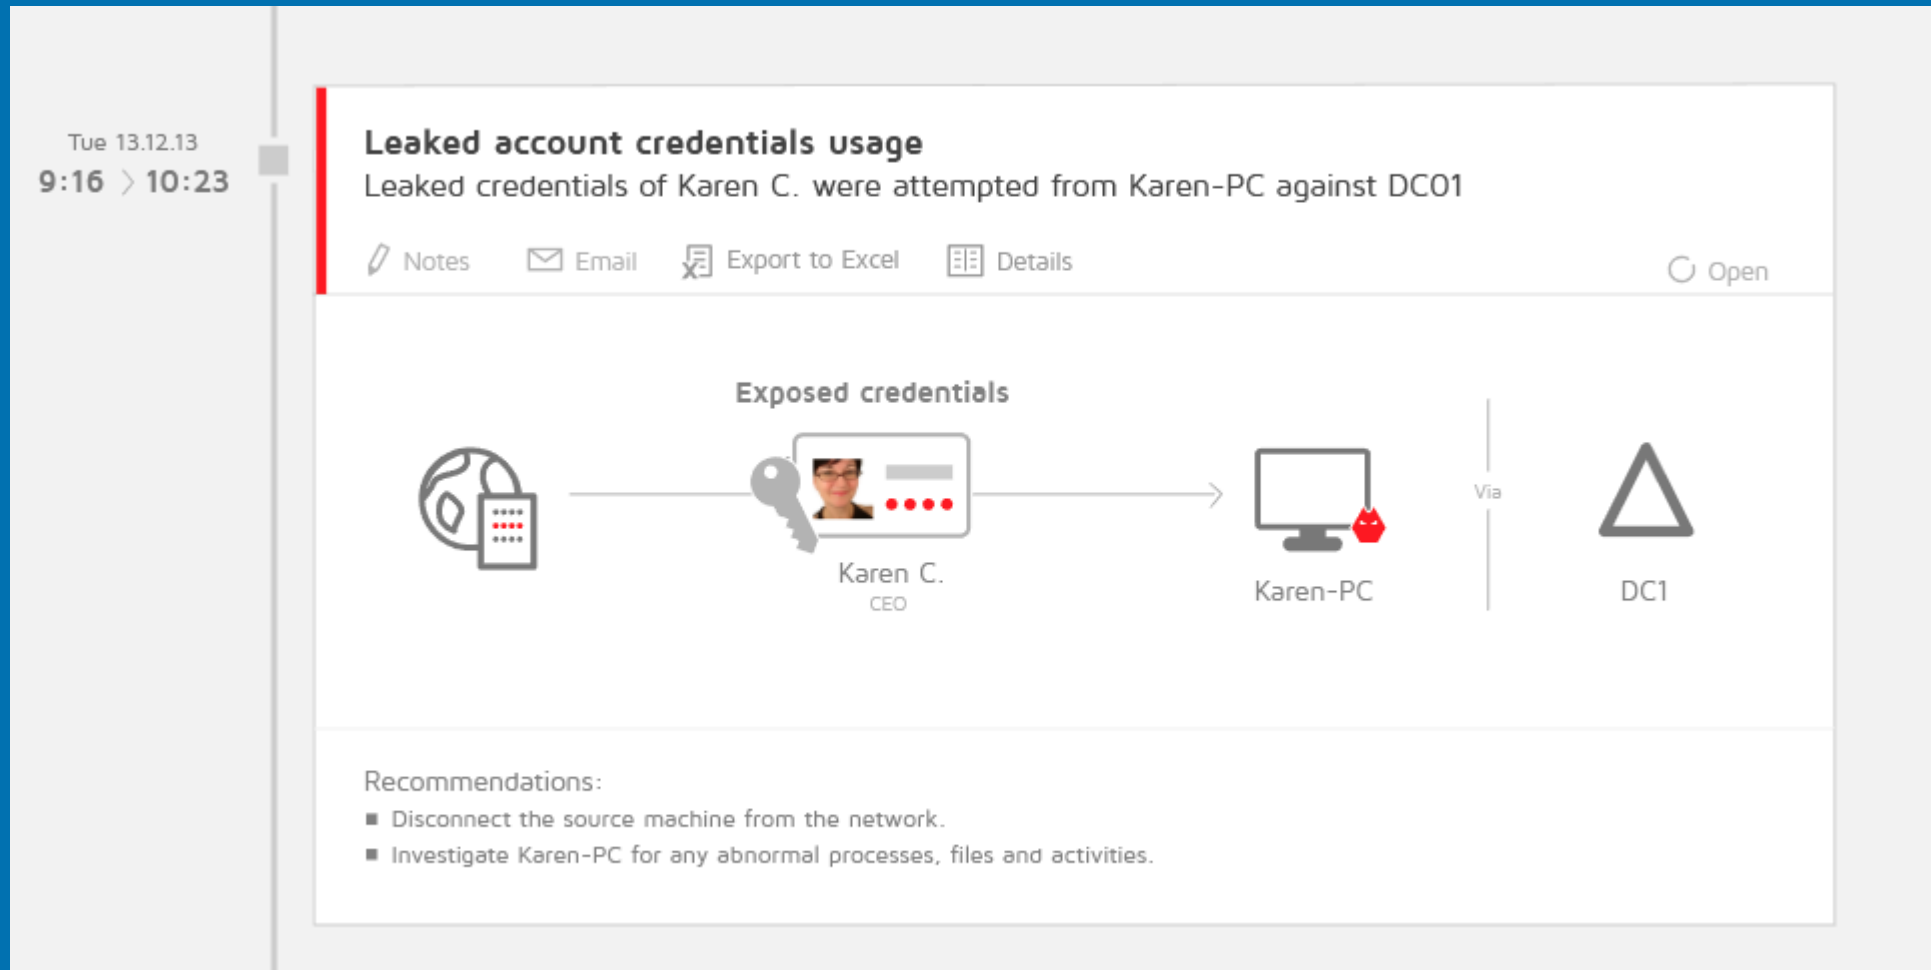 Tue 13.12.13
9:16 > 10:23
Leaked account credentials usage
Leaked credentials of Karen C. were attempted from Karen-PC against DC01
Notes Email Export to Excel Details
Open
Exposed credentials
Karen C.
CEO
Karen-PC
Via
DC1
Recommendations:
■ Disconnect the source machine from the network.
■ Investigate Karen-PC for any abnormal processes, files and activities.